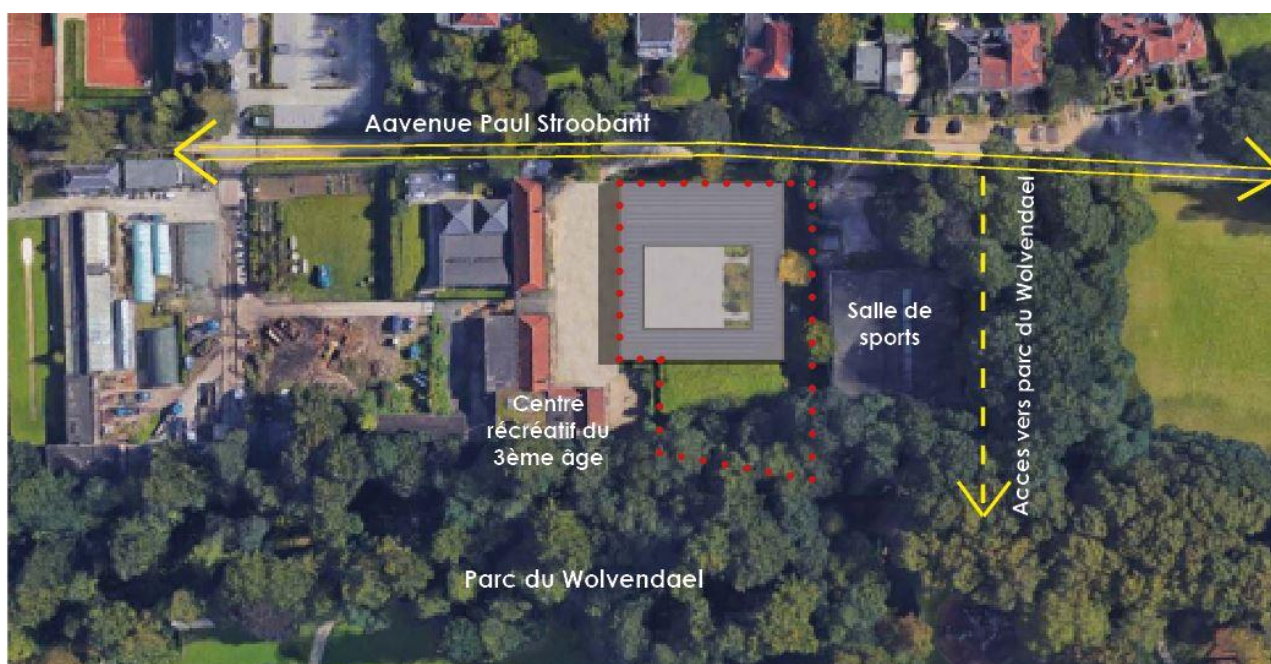 Aavenue Paul Stroobant
Acces vers parc du Wolvendael
Salle de
sports
Centre
récréatif du
3ème âge
Parc du Wolvendael